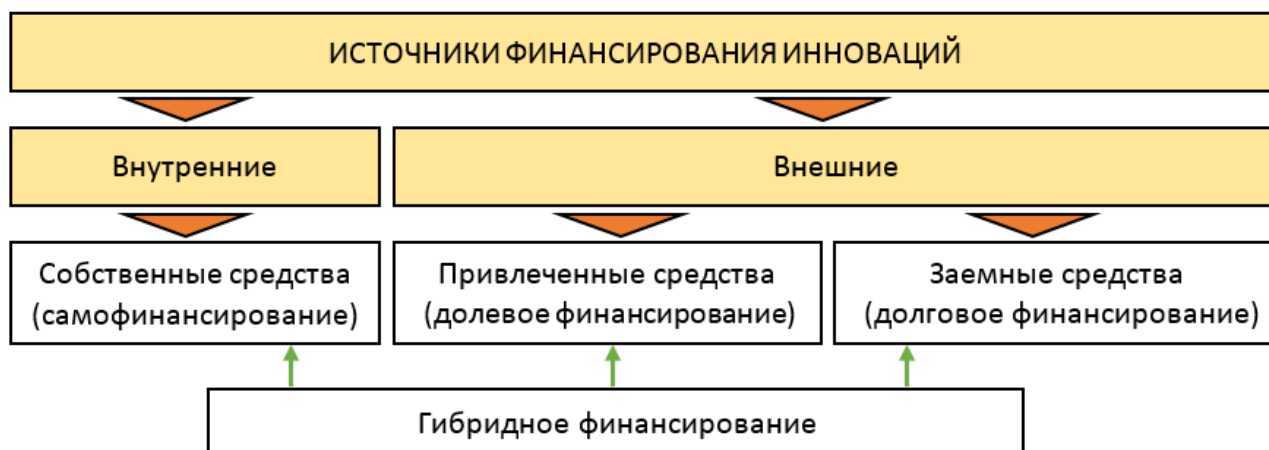 ИСТОЧНИКИ ФИНАНСИРОВАНИЯ ИННОВАЦИЙ
Внутренние
Внешние
Собственные средства
(самофинансирование)
Привлеченные средства
(долевое финансирование)
Заемные средства
(долговое финансирование)
Гибридное финансирование